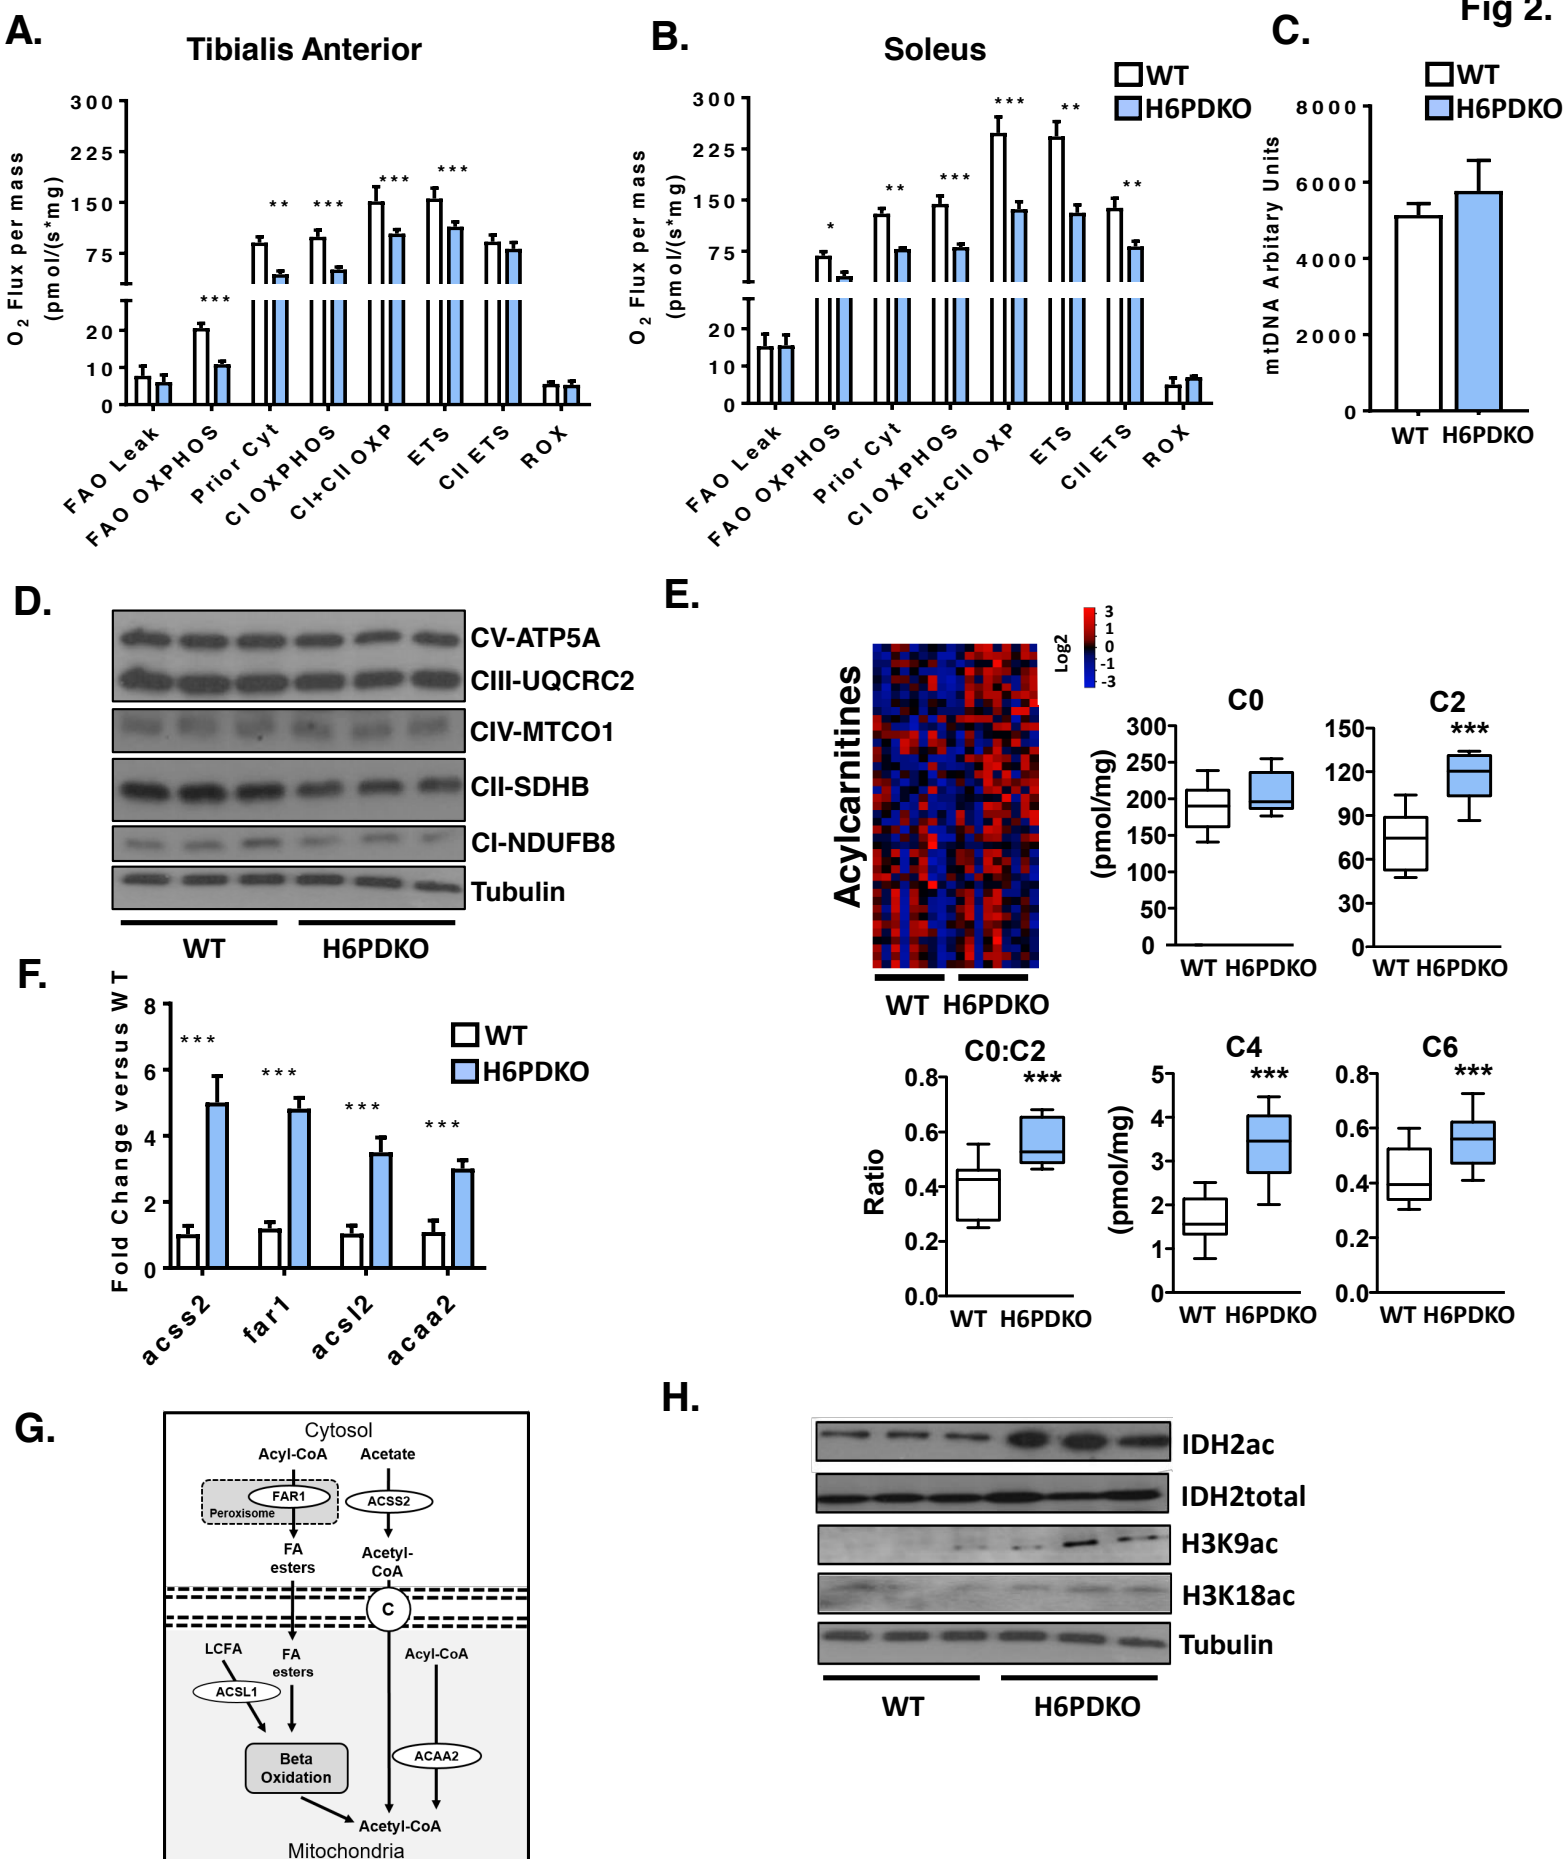 Fig 2.
A.
Tibialis Anterior
O2 Flux per mass
(pmol/(s*mg)
300
225
150
75
20
10
0
***
**
***
***
***
FAO Leak
FAO OXPHOS
Prior Cyt
CI OXPHOS
CI+CII OXP
ETS
CII ETS
ROX
B.
Soleus
WT
H6PDKO
O2 Flux per mass
(pmol/(s*mg)
300
225
150
75
20
10
0
*
**
***
***
**
**
FAO Leak
FAO OXPHOS
Prior Cyt
CI OXPHOS
CI+CII OXP
ETS
CII ETS
ROX
C.
WT
H6PDKO
mtDNA Arbitary Units
8000
6000
4000
2000
0
WT H6PDKO
D.
CV-ATP5A
CIII-UQCRC2
CIV-MTCO1
CII-SDHB
CI-NDUFB8
Tubulin
WT H6PDKO
E.
Acylcarnitines
Log2
3
1
0
-1
-3
WT H6PDKO
C0
(pmol/mg)
300
250
200
150
100
50
0
WT H6PDKO
C2
***
150
120
90
60
30
0
WT H6PDKO
C0:C2
***
Ratio
0.8
0.6
0.4
0.2
0.0
WT H6PDKO
C4
***
(pmol/mg)
5
4
3
2
1
0
WT H6PDKO
C6
***
0.8
0.6
0.4
0.2
0.0
WT H6PDKO
F.
Fold Change versus WT
8
6
4
2
0
***
***
***
***
WT
H6PDKO
acss2
far1
acsl2
acaa2
G.
Cytosol
Acyl-CoA Acetate
FAR1
ACSS2
Peroxisome
FA
esters
Acetyl-
CoA
C
LCFA
FA
esters
Acyl-CoA
ACSL1
Beta
Oxidation
ACAA2
Acetyl-CoA
Mitochondria
H.
IDH2ac
IDH2total
H3K9ac
H3K18ac
Tubulin
WT H6PDKO